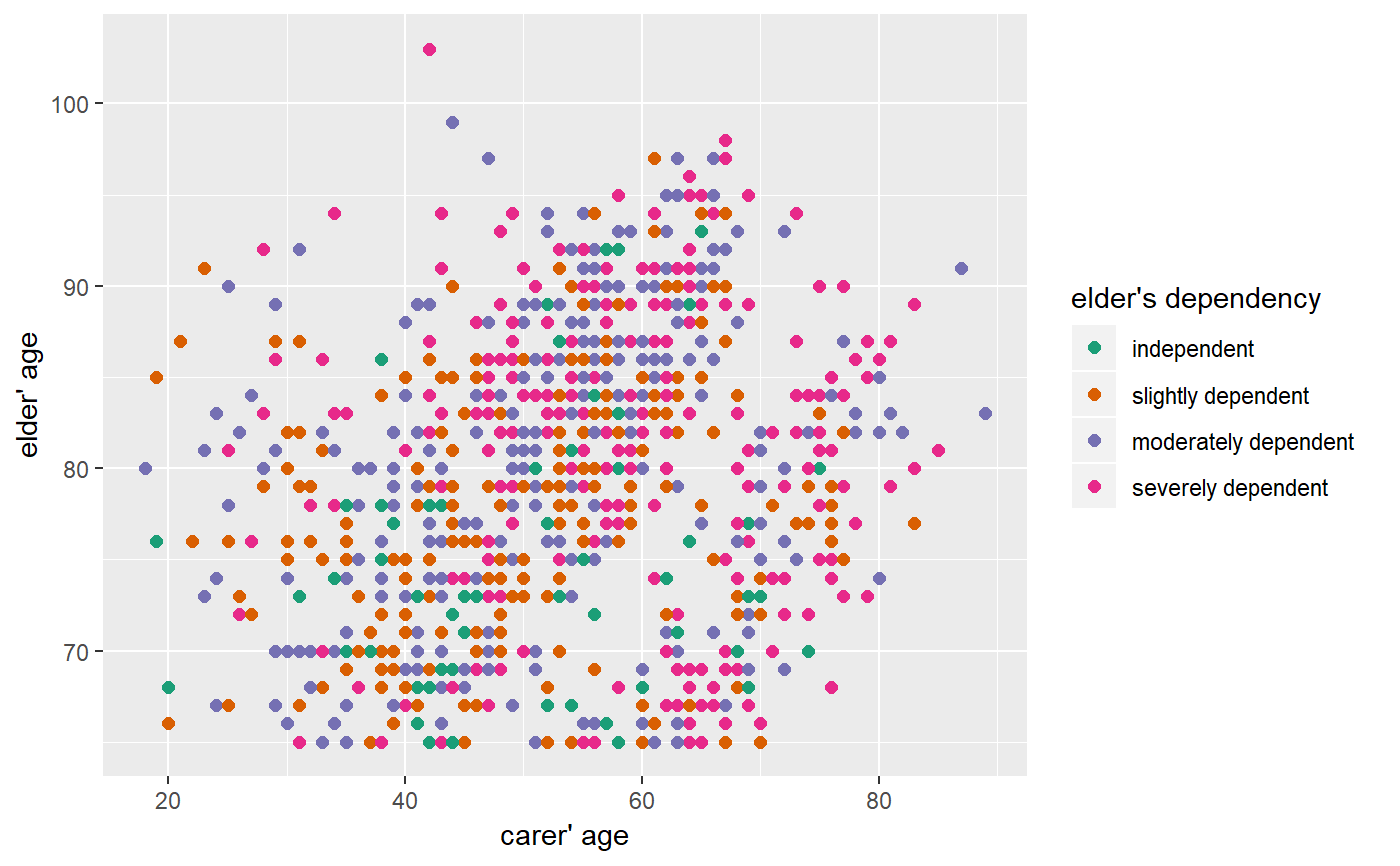 100
90
80
70
elder' age
20
40
60
80
carer' age
elder's dependency
independent
slightly dependent
moderately dependent
severely dependent